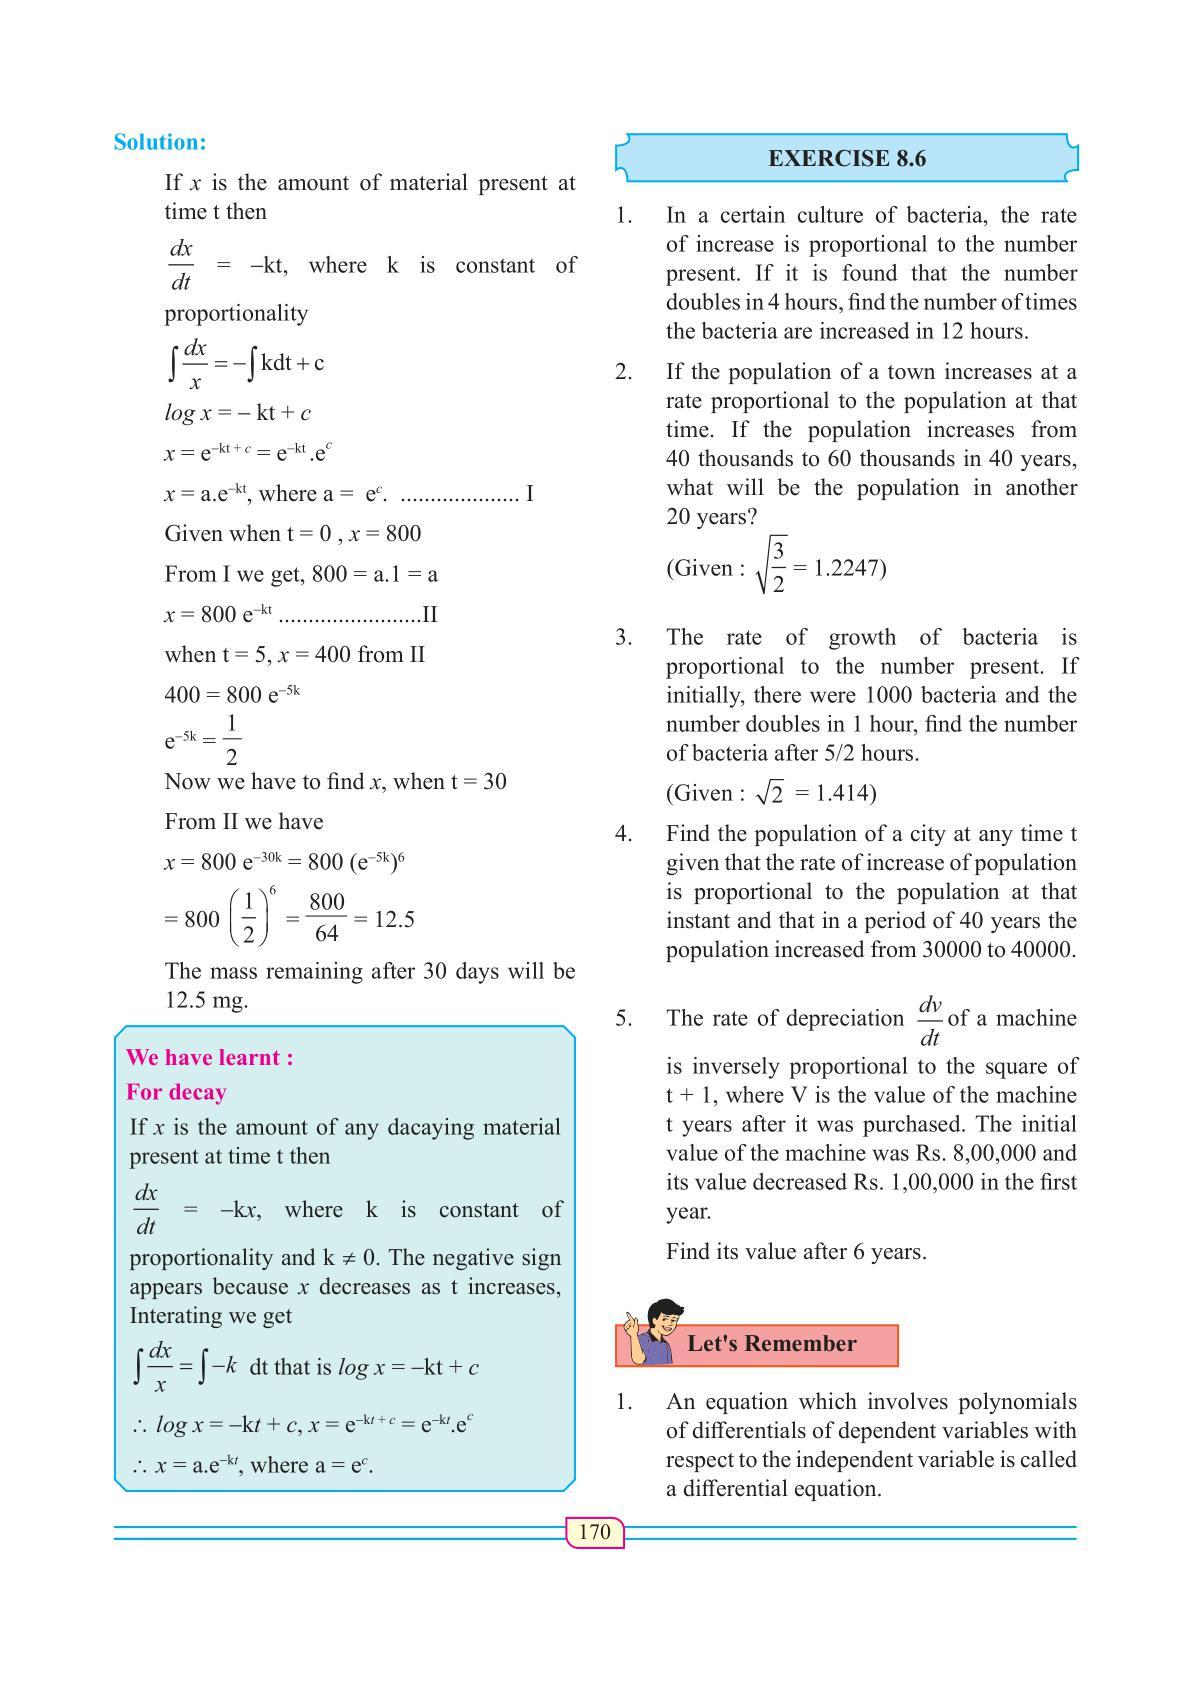 Solution:
If x is the amount of material present at
time t then
dx/dt = –kt, where k is constant of
proportionality
∫ dx/x = –∫ kdt + c
log x = – kt + c
x = e^(–kt + c) = e^(–kt) .e^c
x = a.e^(–kt), where a = e^c. .................... I
Given when t = 0 , x = 800
From I we get, 800 = a.1 = a
x = 800 e^(–kt) ........................II
when t = 5, x = 400 from II
400 = 800 e^(–5k)
e^(–5k) = 1/2
Now we have to find x, when t = 30
From II we have
x = 800 e^(–30k) = 800 (e^(–5k))^6
= 800 (1/2)^6 = 800/64 = 12.5
The mass remaining after 30 days will be
12.5 mg.
We have learnt :
For decay
If x is the amount of any dacaying material
present at time t then
dx/dt = –kx, where k is constant of
proportionality and k ≠ 0. The negative sign
appears because x decreases as t increases,
Interating we get
∫ dx/x = ∫ –k dt that is log x = –kt + c
∴ log x = –kt + c, x = e^(–kt + c) = e^(–kt).e^c
∴ x = a.e^(–kt), where a = e^c.
EXERCISE 8.6
1. In a certain culture of bacteria, the rate
of increase is proportional to the number
present. If it is found that the number
doubles in 4 hours, find the number of times
the bacteria are increased in 12 hours.
2. If the population of a town increases at a
rate proportional to the population at that
time. If the population increases from
40 thousands to 60 thousands in 40 years,
what will be the population in another
20 years?
(Given : √(3/2) = 1.2247)
3. The rate of growth of bacteria is
proportional to the number present. If
initially, there were 1000 bacteria and the
number doubles in 1 hour, find the number
of bacteria after 5/2 hours.
(Given : √2 = 1.414)
4. Find the population of a city at any time t
given that the rate of increase of population
is proportional to the population at that
instant and that in a period of 40 years the
population increased from 30000 to 40000.
5. The rate of depreciation dv/dt of a machine
is inversely proportional to the square of
t + 1, where V is the value of the machine
t years after it was purchased. The initial
value of the machine was Rs. 8,00,000 and
its value decreased Rs. 1,00,000 in the first
year.
Find its value after 6 years.
Let's Remember
1. An equation which involves polynomials
of differentials of dependent variables with
respect to the independent variable is called
a differential equation.
170